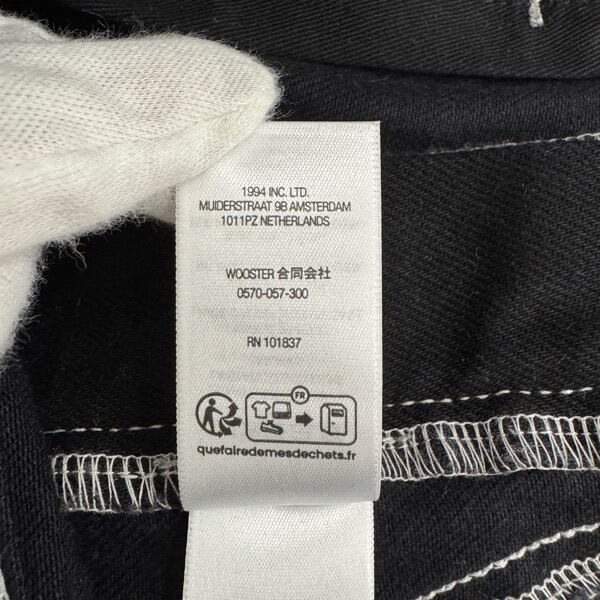 1994 INC. LTD.
MUIDERSTRAAT 9B AMSTERDAM
1011PZ NETHERLANDS
WOOSTER 合同会社
0570-057-300
RN 101837
FR
quefairedemesdechets.fr